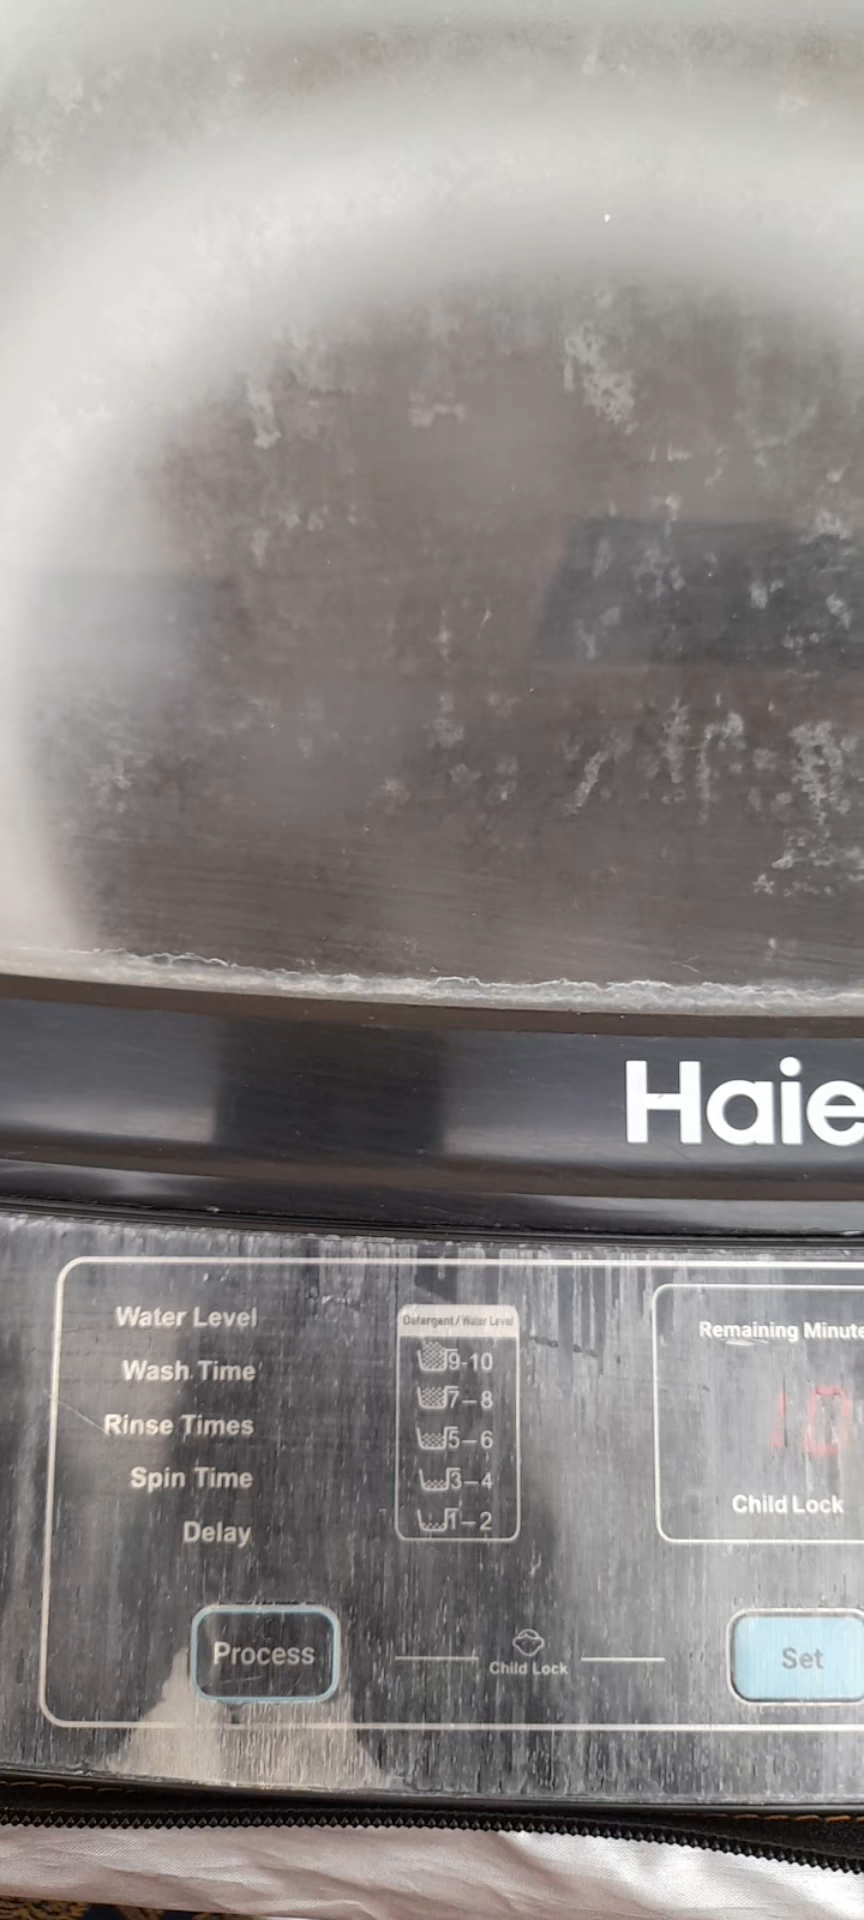 Haie
Water Level
Wash Time
Rinse Times
Spin Time
Delay
Detergent / Water Level
9-10
7-8
5-6
3-4
1-2
Remaining Minute
10
Child Lock
Process
Child Lock
Set